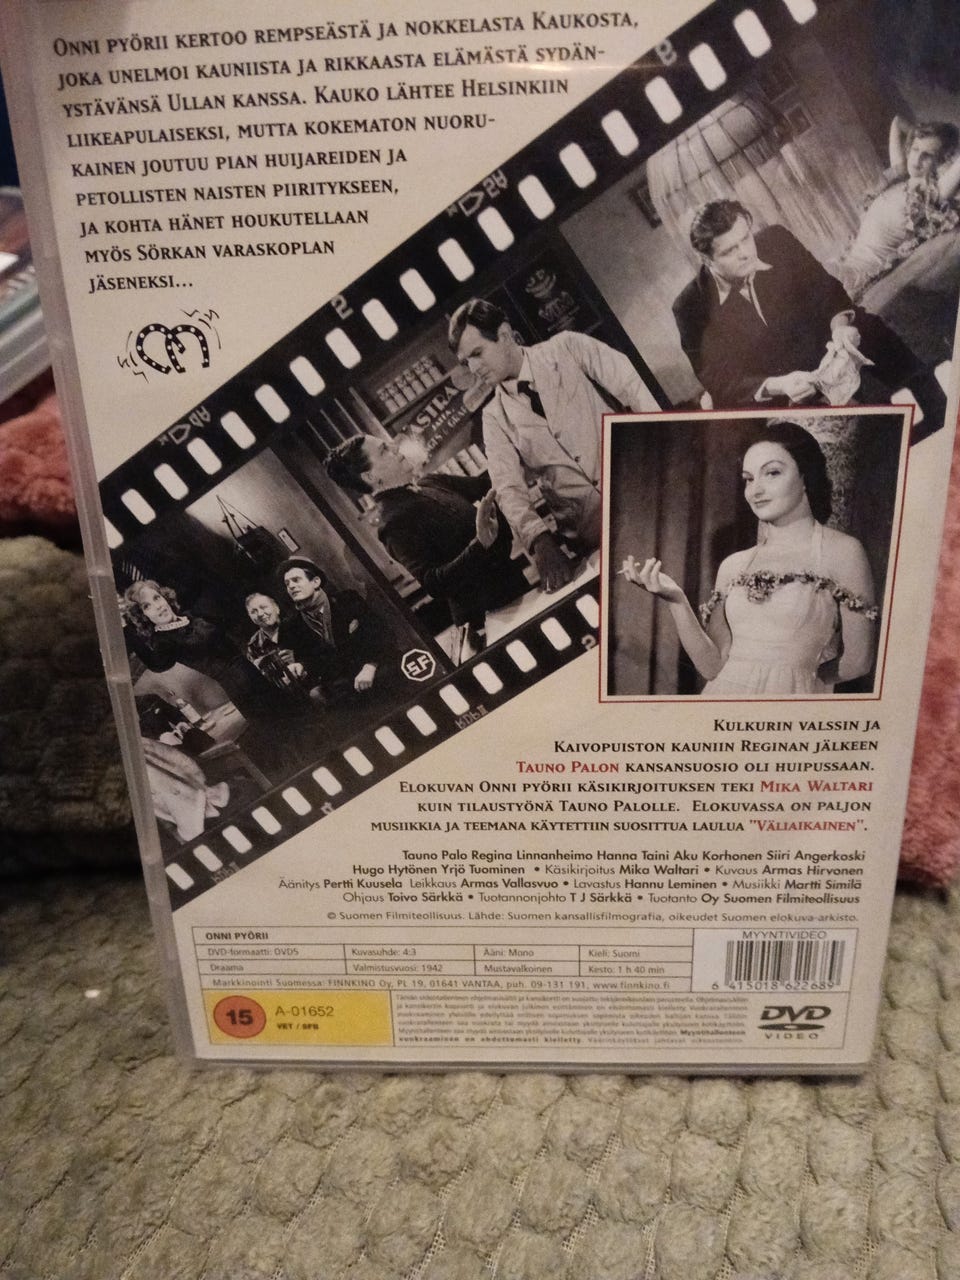 Onni pyörii kertoo rempseästä ja nokkelasta Kaukosta,
joka unelmoi kauniista ja rikkaasta elämästä sydän-
ystävänsä Ullan kanssa. Kauko lähtee Helsinkiin
liikeapulaiseksi, mutta kokematon nuoru-
kainen joutuu pian huijareiden ja
petollisten naisten piiritykseen,
ja kohta hänet houkutellaan
myös Sörkan varaskoplan
jäseneksi...
SF
Kulkurin valssin ja
Kaivopuiston kauniin Reginan jälkeen
Tauno Palon kansansuosio oli huipussaan.
Elokuvan Onni pyörii käsikirjoituksen teki Mika Waltari
kuin tilaustyönä Tauno Palolle. Elokuvassa on paljon
musiikkia ja teemana käytettiin suosittua laulua "Väliaikainen".
Tauno Palo Regina Linnanheimo Hanna Taini Aku Korhonen Siiri Angerkoski
Hugo Hytönen Yrjö Tuominen • Käsikirjoitus Mika Waltari • Kuvaus Armas Hirvonen
Äänitys Pertti Kuusela Leikkaus Armas Vallasvuo • Lavastus Hannu Leminen • Musiikki Martti Similä
Ohjaus Toivo Särkkä • Tuotannonjohto T J Särkkä • Tuotanto Oy Suomen Filmiteollisuus
© Suomen Filmiteollisuus. Lähde: Suomen kansallisfilmografia, oikeudet Suomen elokuva-arkisto.
ONNI PYÖRII
DVD-formaatti: DVD5 Kuvasuhde: 4:3 Ääni: Mono Kieli: Suomi
Draama Valmistusvuosi: 1942 Mustavalkoinen Kesto: 1 h 40 min
Markkinointi Suomessa: FINNKINO Oy, PL 19, 01641 VANTAA, puh. 09-131 191, www.finnkino.fi
MYYNTIVIDEO
6 415018 622689
15
A-01652
VET / SFB
DVD
VIDEO